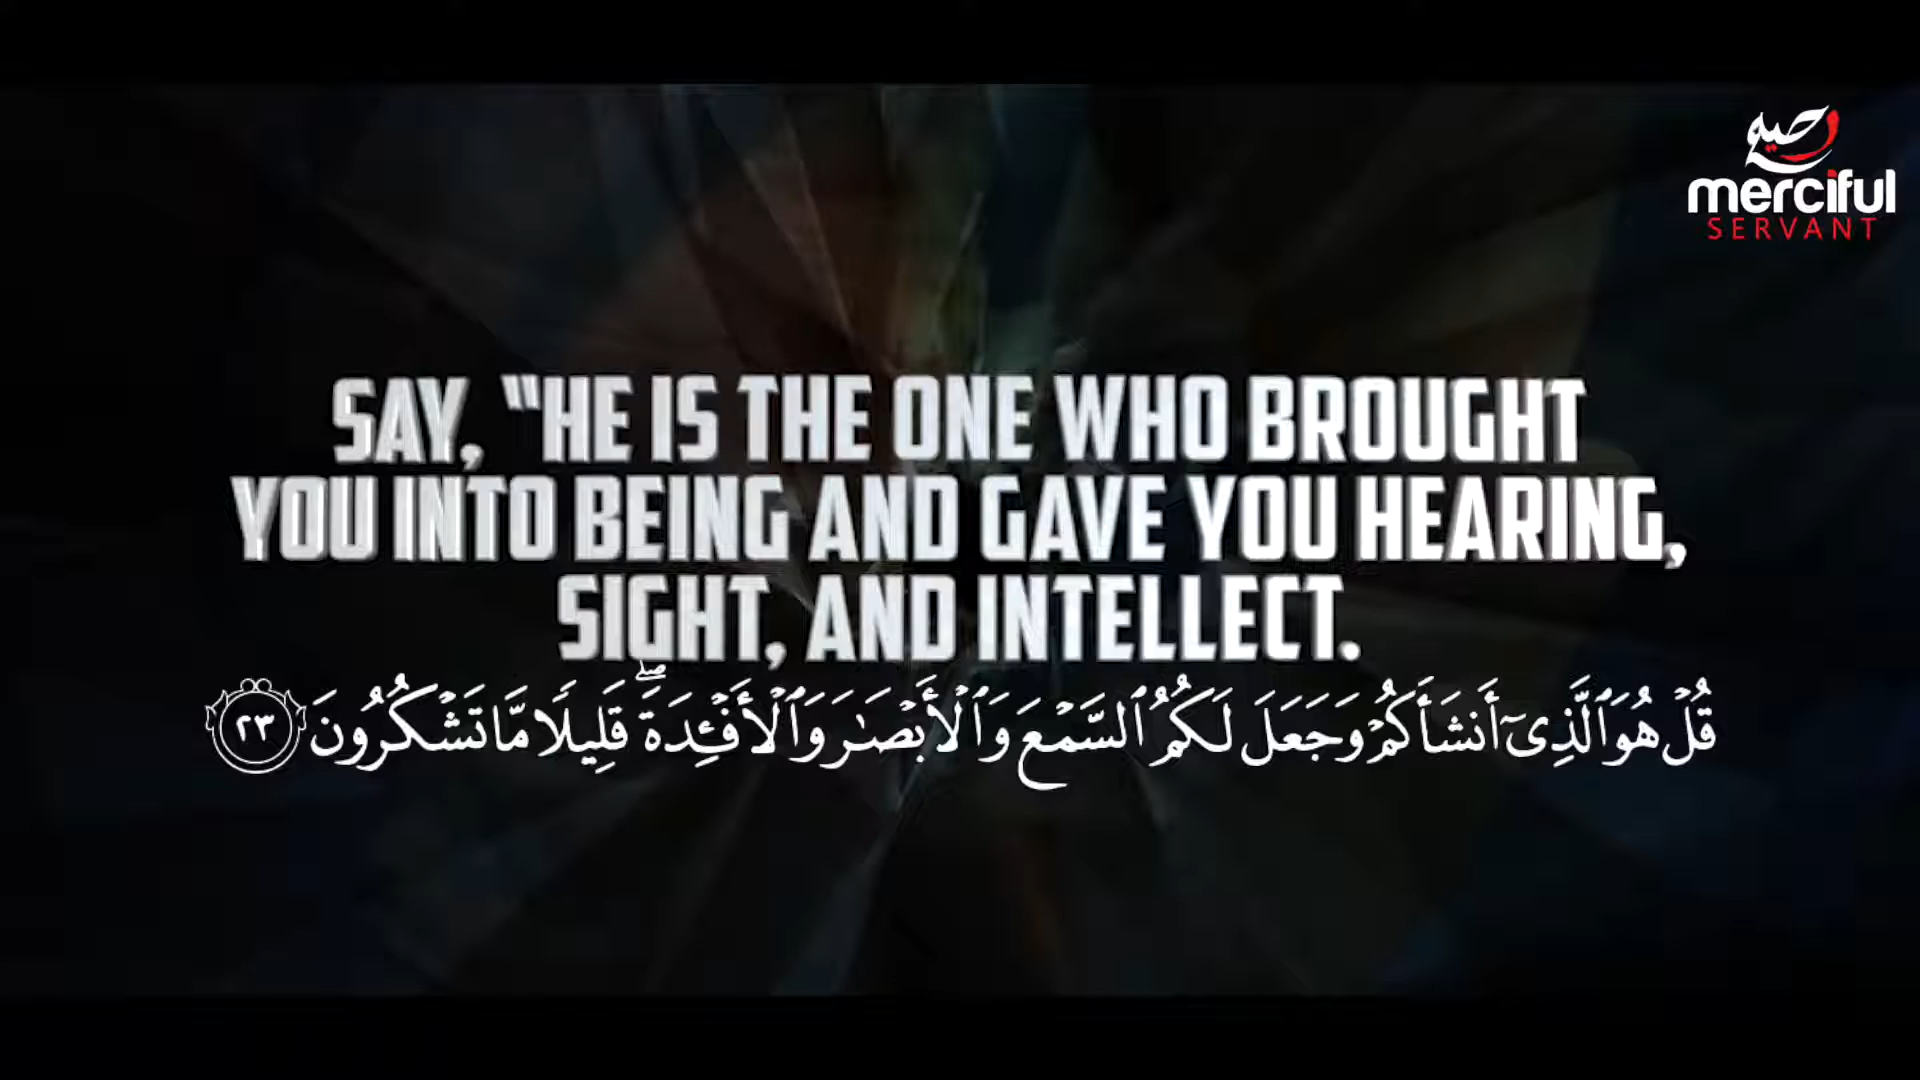 رحيم
merciful
SERVANT
SAY, "HE IS THE ONE WHO BROUGHT
YOU INTO BEING AND GAVE YOU HEARING,
SIGHT, AND INTELLECT.
قُلْ هُوَ ٱلَّذِىٓ أَنشَأَكُمْ وَجَعَلَ لَكُمُ ٱلسَّمْعَ وَٱلْأَبْصَٰرَ وَٱلْأَفْـِٔدَةَ ۖ قَلِيلًا مَّا تَشْكُرُونَ ٢٣